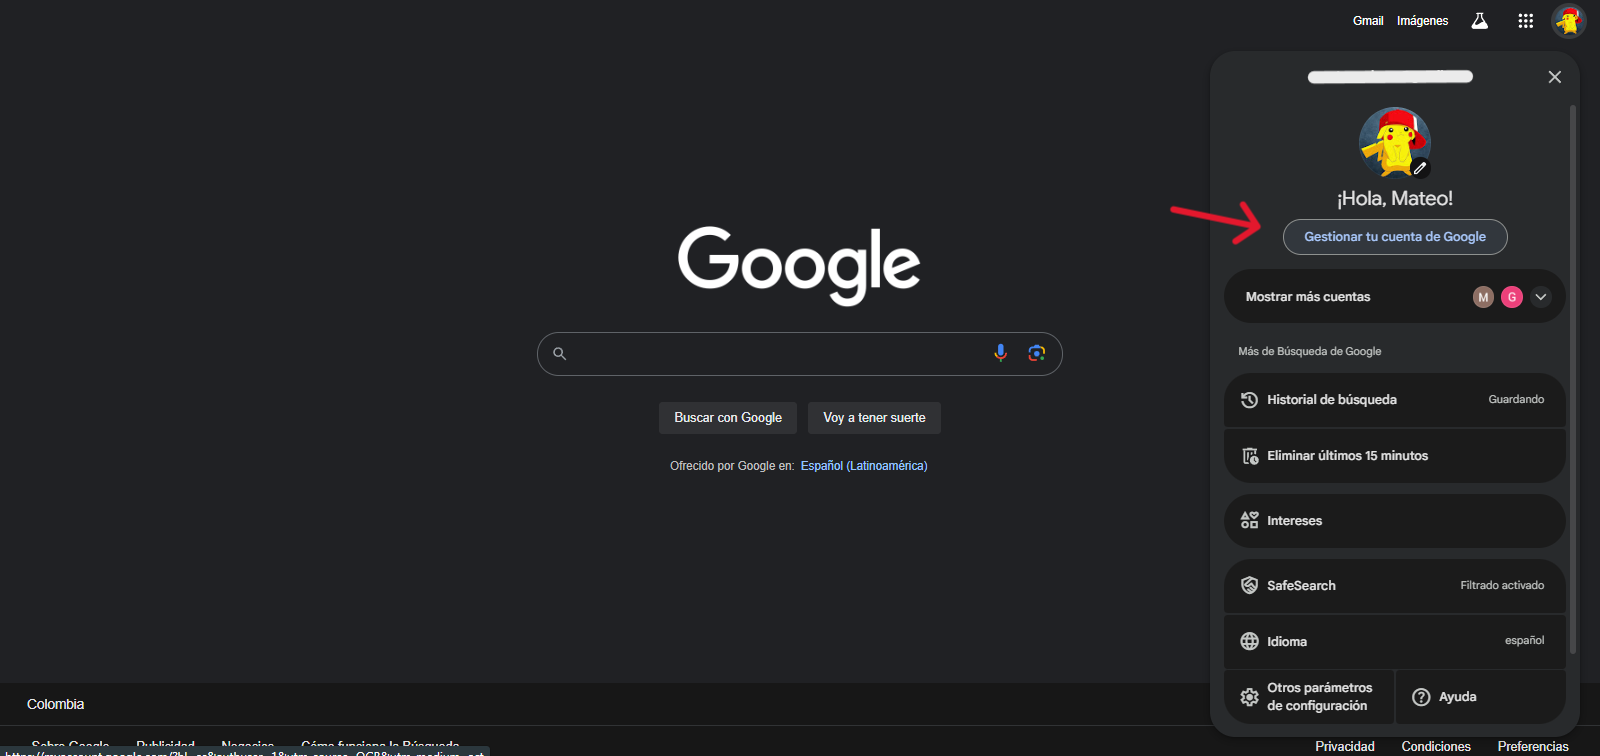 Gmail Imágenes
¡Hola, Mateo!
Gestionar tu cuenta de Google
Mostrar más cuentas M G
Más de Búsqueda de Google
Historial de búsqueda Guardando
Eliminar últimos 15 minutos
Intereses
SafeSearch Filtrado activado
Idioma español
Otros parámetros
de configuración
Ayuda
Google
Buscar con Google Voy a tener suerte
Ofrecido por Google en: Español (Latinoamérica)
Colombia
Sobre Google Publicidad Negocios Cómo funciona la Búsqueda
Privacidad Condiciones Preferencias